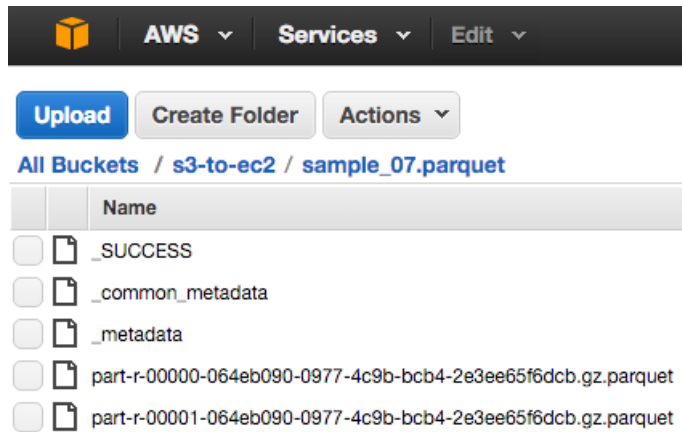 AWS Services Edit
Upload Create Folder Actions
All Buckets / s3-to-ec2 / sample_07.parquet
Name
_SUCCESS
_common_metadata
_metadata
part-r-00000-064eb090-0977-4c9b-bcb4-2e3ee65f6dcb.gz.parquet
part-r-00001-064eb090-0977-4c9b-bcb4-2e3ee65f6dcb.gz.parquet